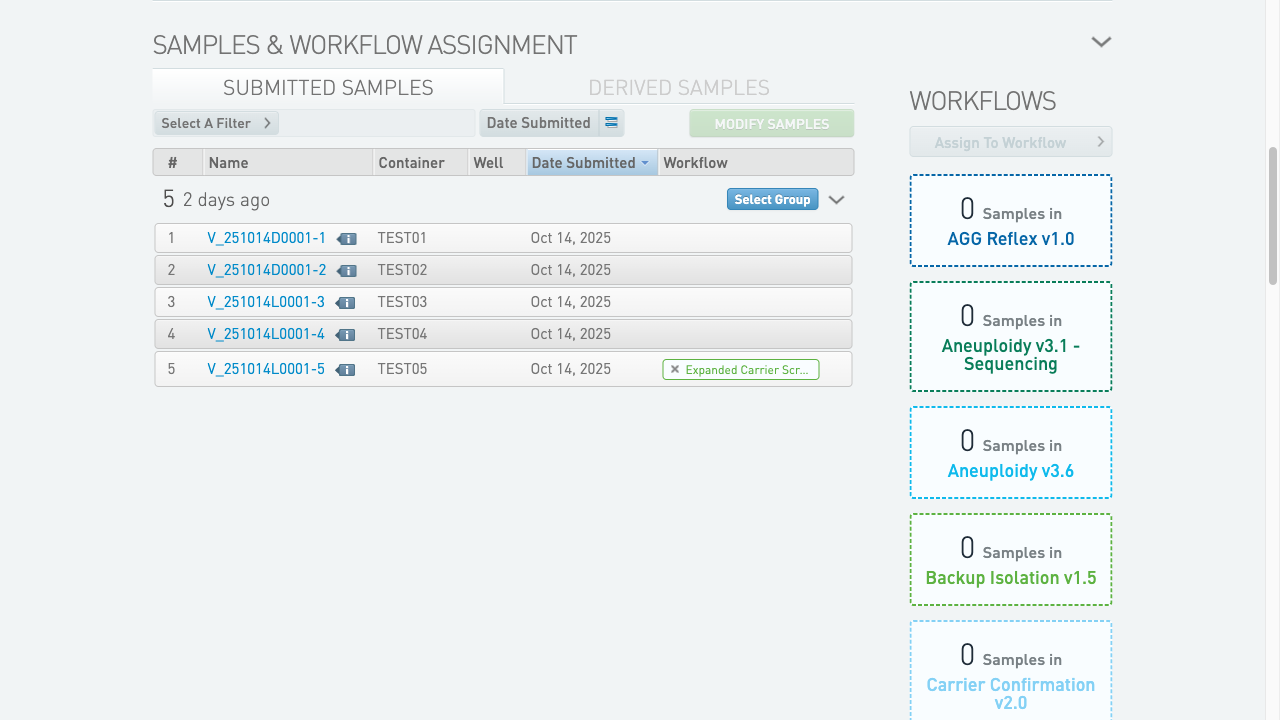 SAMPLES & WORKFLOW ASSIGNMENT
SUBMITTED SAMPLES
DERIVED SAMPLES
Select A Filter
Date Submitted
MODIFY SAMPLES
# Name Container Well Date Submitted Workflow
5 2 days ago
Select Group
1 V_251014D0001-1 TEST01 Oct 14, 2025
2 V_251014D0001-2 TEST02 Oct 14, 2025
3 V_251014L0001-3 TEST03 Oct 14, 2025
4 V_251014L0001-4 TEST04 Oct 14, 2025
5 V_251014L0001-5 TEST05 Oct 14, 2025 Expanded Carrier Scr...
WORKFLOWS
Assign To Workflow
0 Samples in
AGG Reflex v1.0
0 Samples in
Aneuploidy v3.1 -
Sequencing
0 Samples in
Aneuploidy v3.6
0 Samples in
Backup Isolation v1.5
0 Samples in
Carrier Confirmation
v2.0